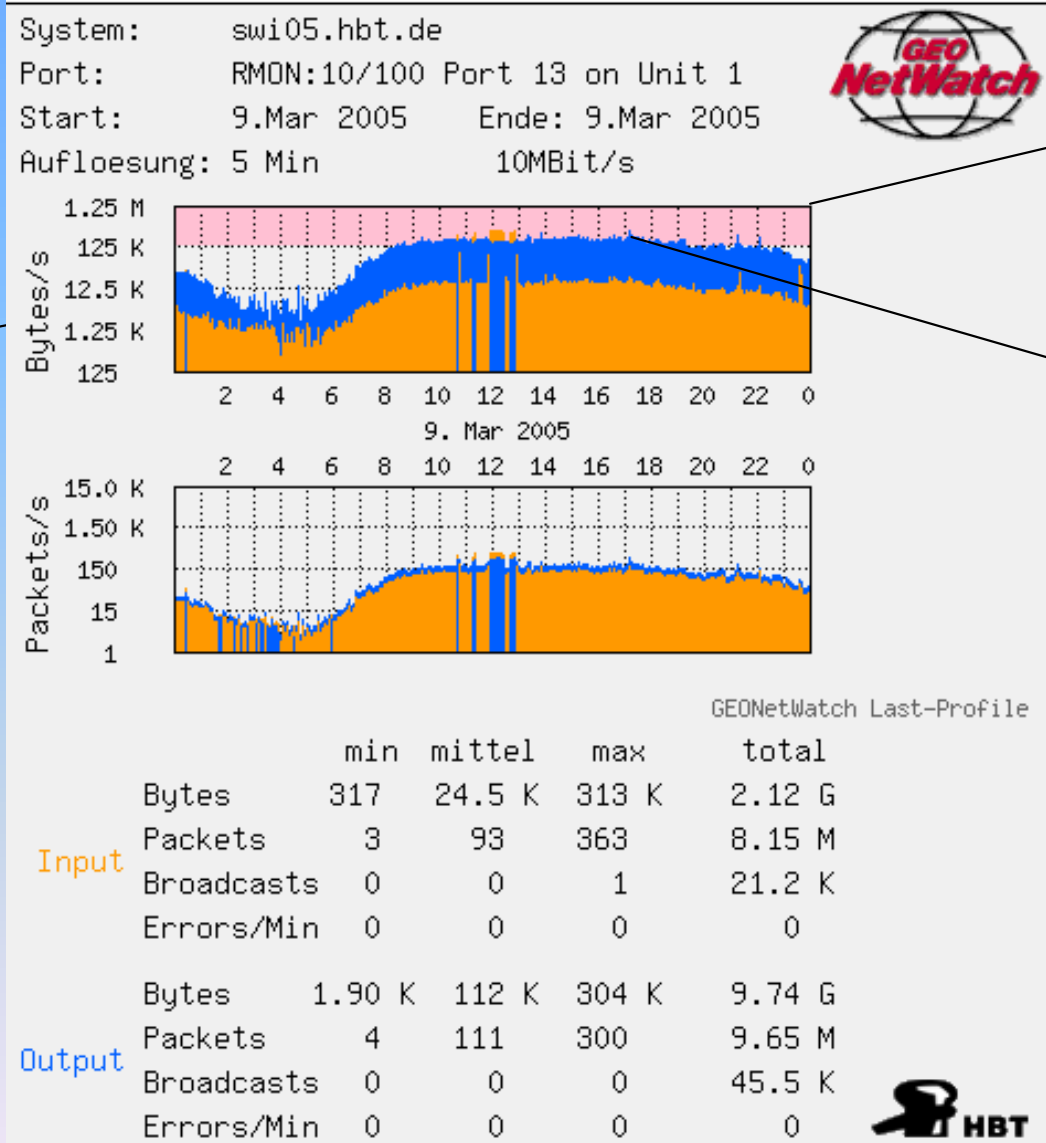 System: swi05.hbt.de
Port: RMON:10/100 Port 13 on Unit 1
Start: 9.Mar 2005 Ende: 9.Mar 2005
Aufloesung: 5 Min 10MBit/s
GEO
NetWatch
Bytes/s
1.25 M
125 K
12.5 K
1.25 K
125
2 4 6 8 10 12 14 16 18 20 22 0
9. Mar 2005
2 4 6 8 10 12 14 16 18 20 22 0
Packets/s
15.0 K
1.50 K
150
15
1
GEONetWatch Last-Profile
min mittel max total
Input
Bytes 317 24.5 K 313 K 2.12 G
Packets 3 93 363 8.15 M
Broadcasts 0 0 1 21.2 K
Errors/Min 0 0 0 0
Output
Bytes 1.90 K 112 K 304 K 9.74 G
Packets 4 111 300 9.65 M
Broadcasts 0 0 0 45.5 K
Errors/Min 0 0 0 0
HBT